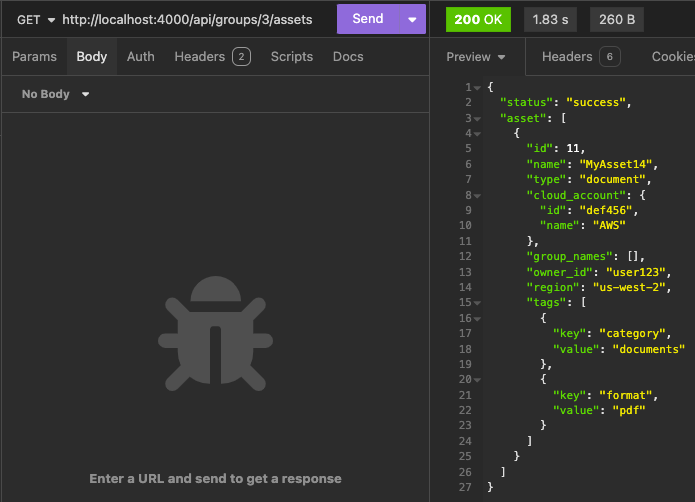 GET http://localhost:4000/api/groups/3/assets Send 200 OK 1.83 s 260 B
Params Body Auth Headers 2 Scripts Docs Preview Headers 6 Cookie
No Body
1 {
2 "status": "success",
3 "asset": [
4 {
5 "id": 11,
6 "name": "MyAsset14",
7 "type": "document",
8 "cloud_account": {
9 "id": "def456",
10 "name": "AWS"
11 },
12 "group_names": [],
13 "owner_id": "user123",
14 "region": "us-west-2",
15 "tags": [
16 {
17 "key": "category",
18 "value": "documents"
19 },
20 {
21 "key": "format",
22 "value": "pdf"
23 }
24 ]
25 }
26 ]
27 }
Enter a URL and send to get a response